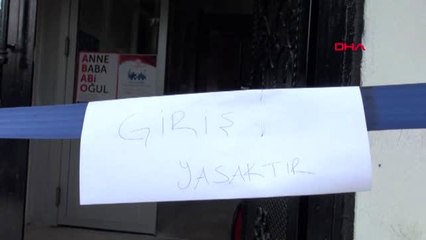 DHA
ANNE
BABA
ABİ
OĞUL
GİRİŞ
YASAKTIR